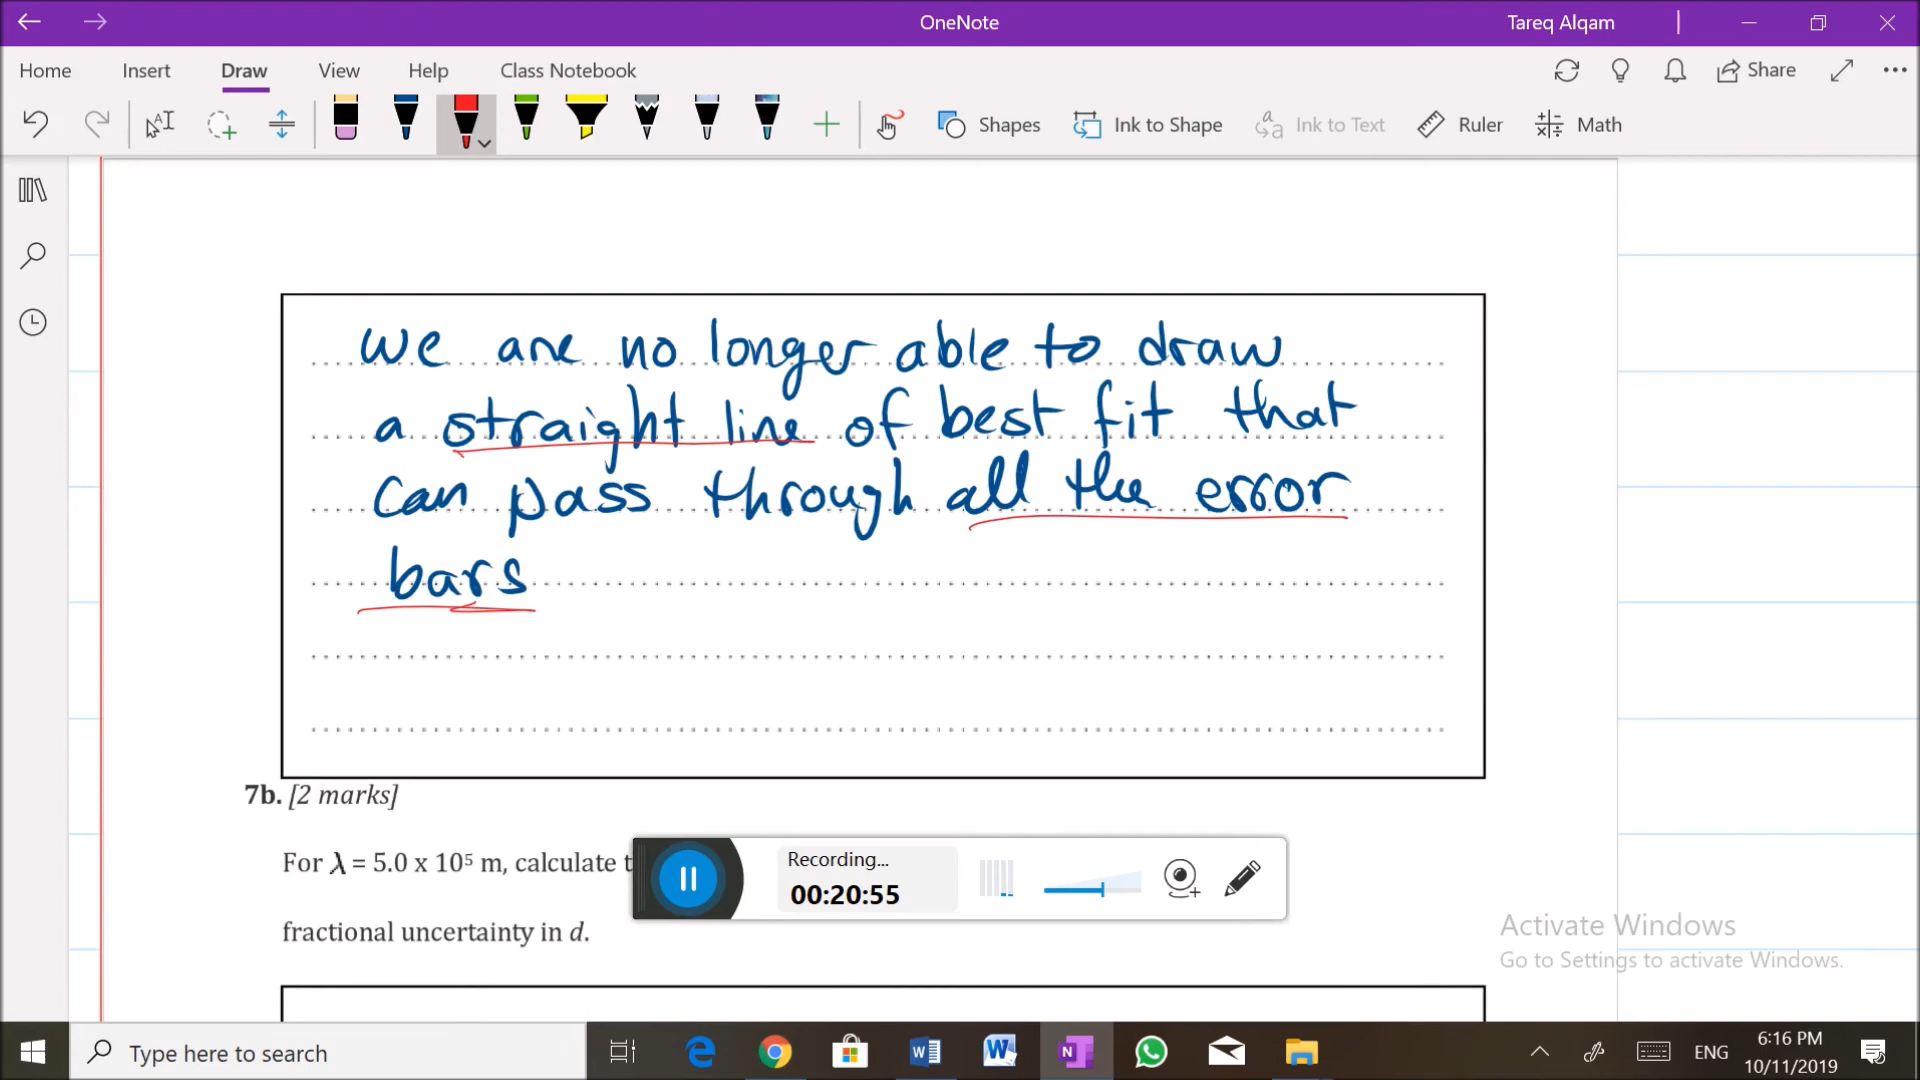 OneNote
Tareq Alqam
Home Insert Draw View Help Class Notebook
Share
Shapes Ink to Shape Ink to Text Ruler Math
we are no longer able to draw
a straight line of best fit that
can pass through all the error
bars
7b. [2 marks]
For λ = 5.0 x 10⁵ m, calculate t
fractional uncertainty in d.
Recording...
00:20:55
Activate Windows
Go to Settings to activate Windows.
Type here to search
ENG
6:16 PM
10/11/2019